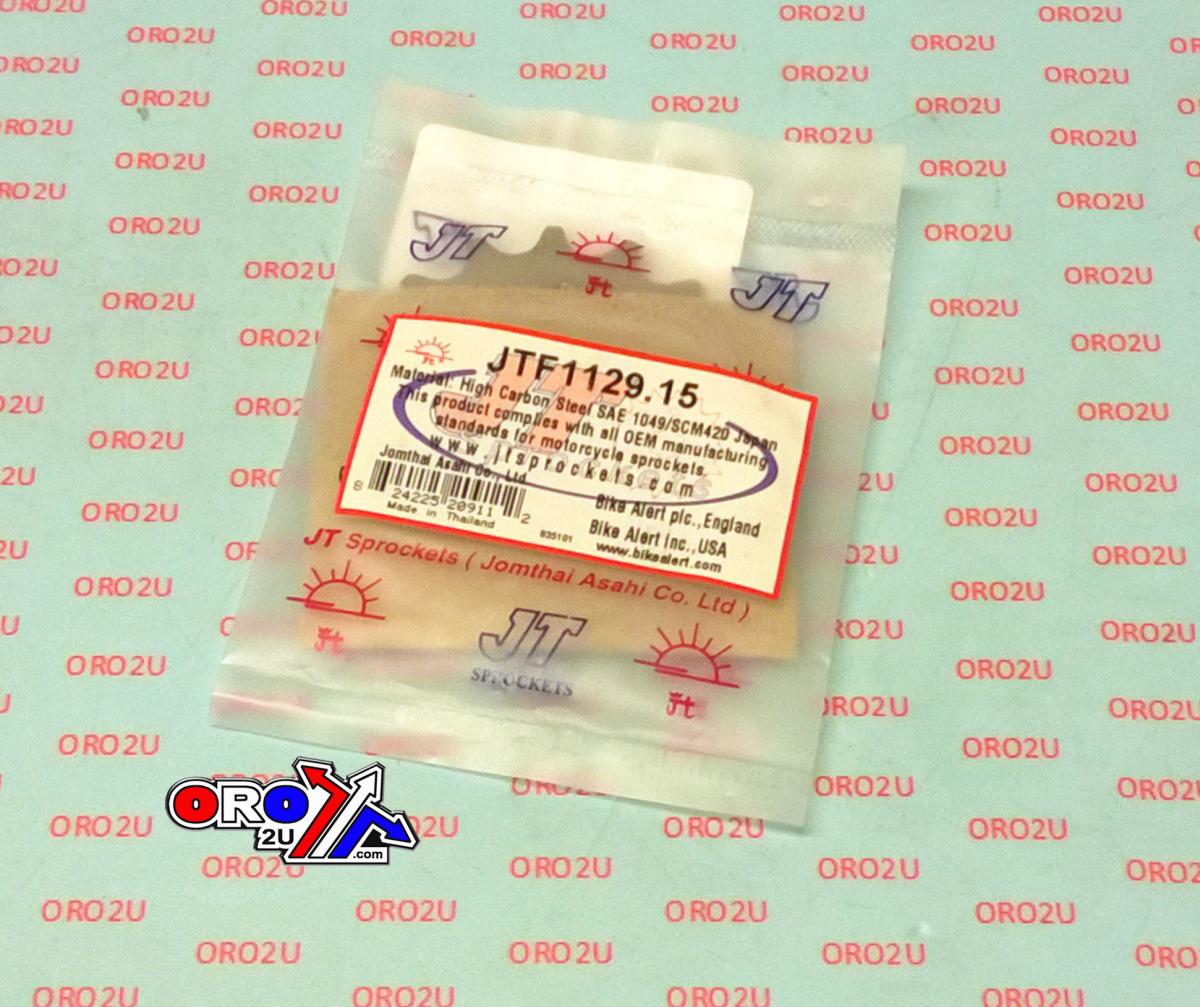 JT
Jt
JT
JTF1129.15
Material: High Carbon Steel SAE 1049/SCM420 Japan
This product complies with all OEM manufacturing
standards for motorcycle sprockets.
www.jtsprockets.com
Jomthai Asahi Co., Ltd
8 24225 20911 2
Made in Thailand
835101
Bike Alert plc., England
Bike Alert Inc., USA
www.bikealert.com
JT Sprockets ( Jomthai Asahi Co. Ltd )
Jt
JT
SPROCKETS
Jt
ORO
2U
.com
ORO2U